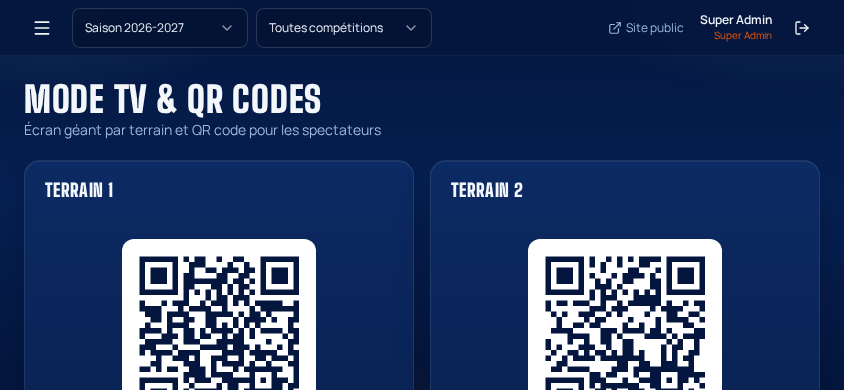 Saison 2026-2027
Toutes compétitions
Site public
Super Admin
Super Admin
MODE TV & QR CODES
Écran géant par terrain et QR code pour les spectateurs
TERRAIN 1
TERRAIN 2